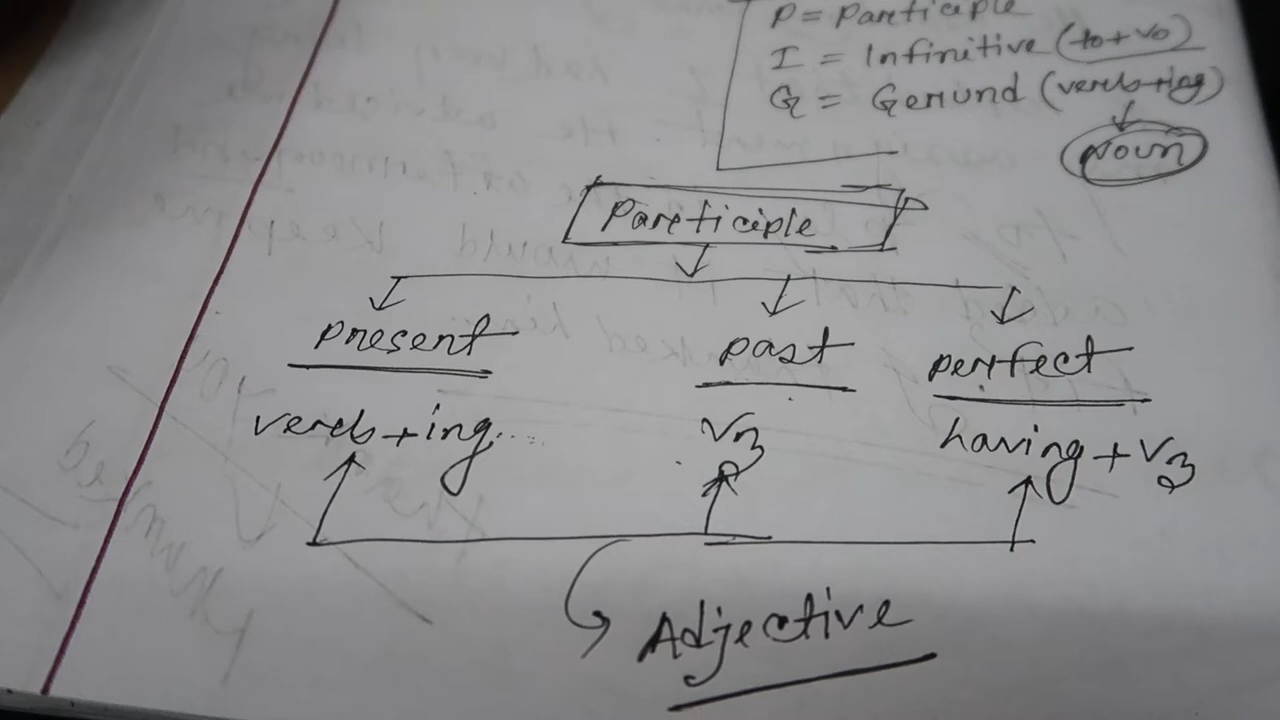 P = Participle
I = Infinitive (to+v0)
G = Gerund (verb+ing)
Noun
Participle
present past perfect
verb+ing.. V3 having + V3
Adjective